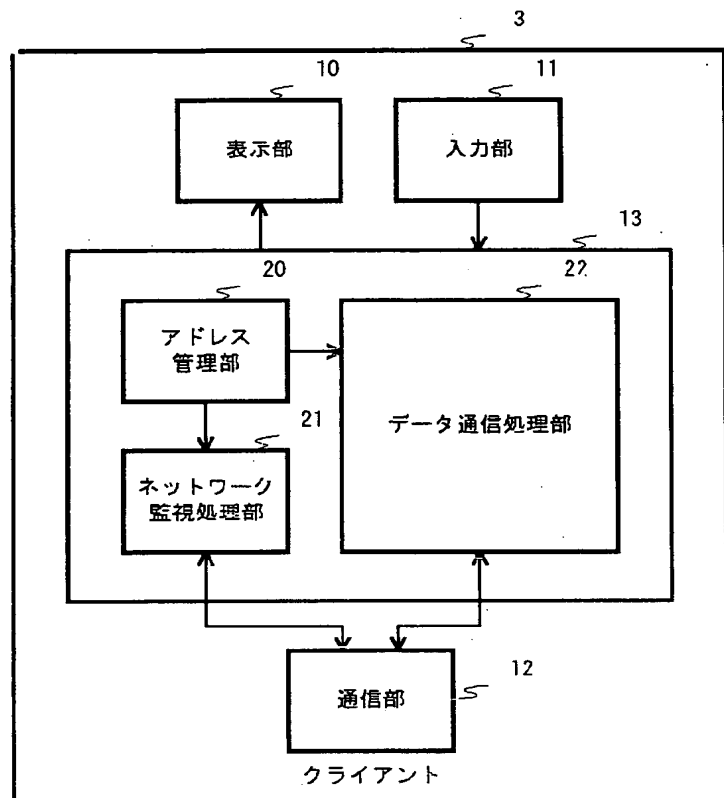 3
10
11
表示部
入力部
13
20
22
アドレス
管理部
データ通信処理部
21
ネットワーク
監視処理部
通信部
12
クライアント